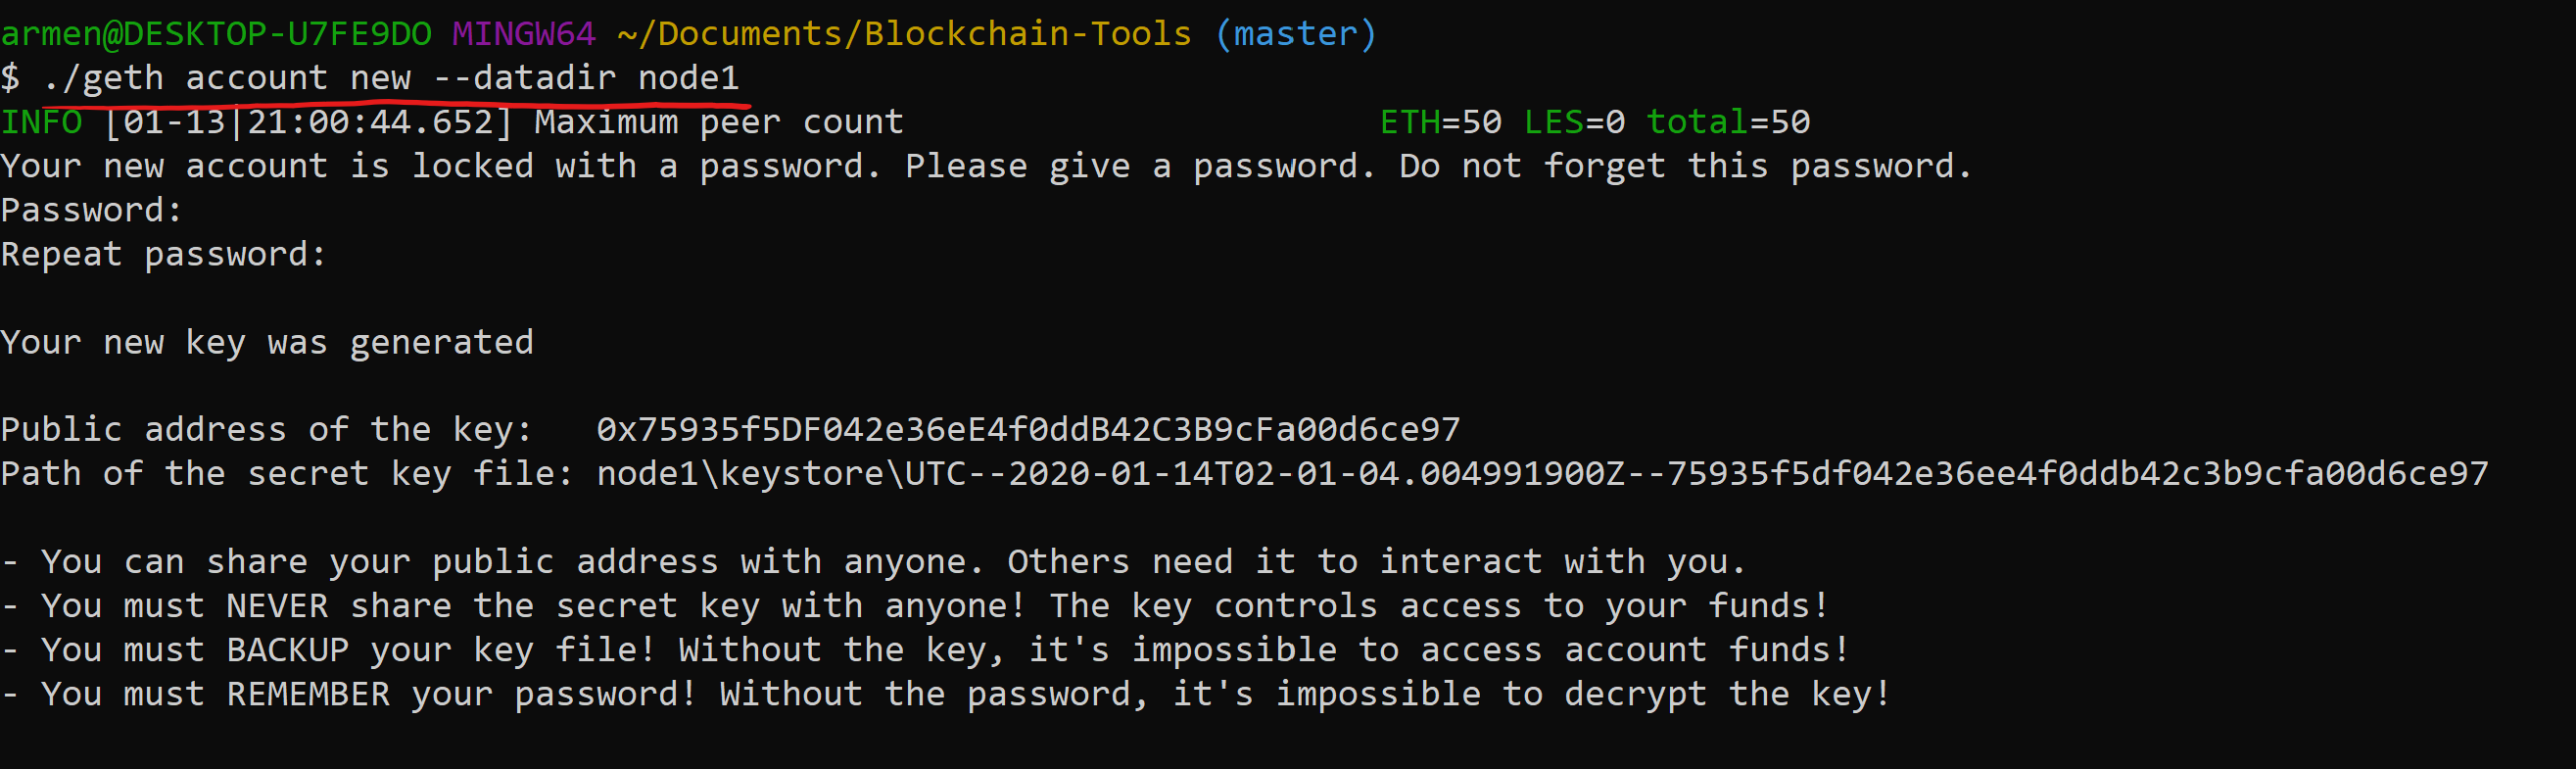 armen@DESKTOP-U7FE9DO MINGW64 ~/Documents/Blockchain-Tools (master)
$ ./geth account new --datadir node1
INFO [01-13|21:00:44.652] Maximum peer count                       ETH=50 LES=0 total=50
Your new account is locked with a password. Please give a password. Do not forget this password.
Password:
Repeat password:
Your new key was generated
Public address of the key:   0x75935f5DF042e36eE4f0ddB42C3B9cFa00d6ce97
Path of the secret key file: node1\keystore\UTC--2020-01-14T02-01-04.004991900Z--75935f5df042e36ee4f0ddb42c3b9cfa00d6ce97
- You can share your public address with anyone. Others need it to interact with you.
- You must NEVER share the secret key with anyone! The key controls access to your funds!
- You must BACKUP your key file! Without the key, it's impossible to access account funds!
- You must REMEMBER your password! Without the password, it's impossible to decrypt the key!